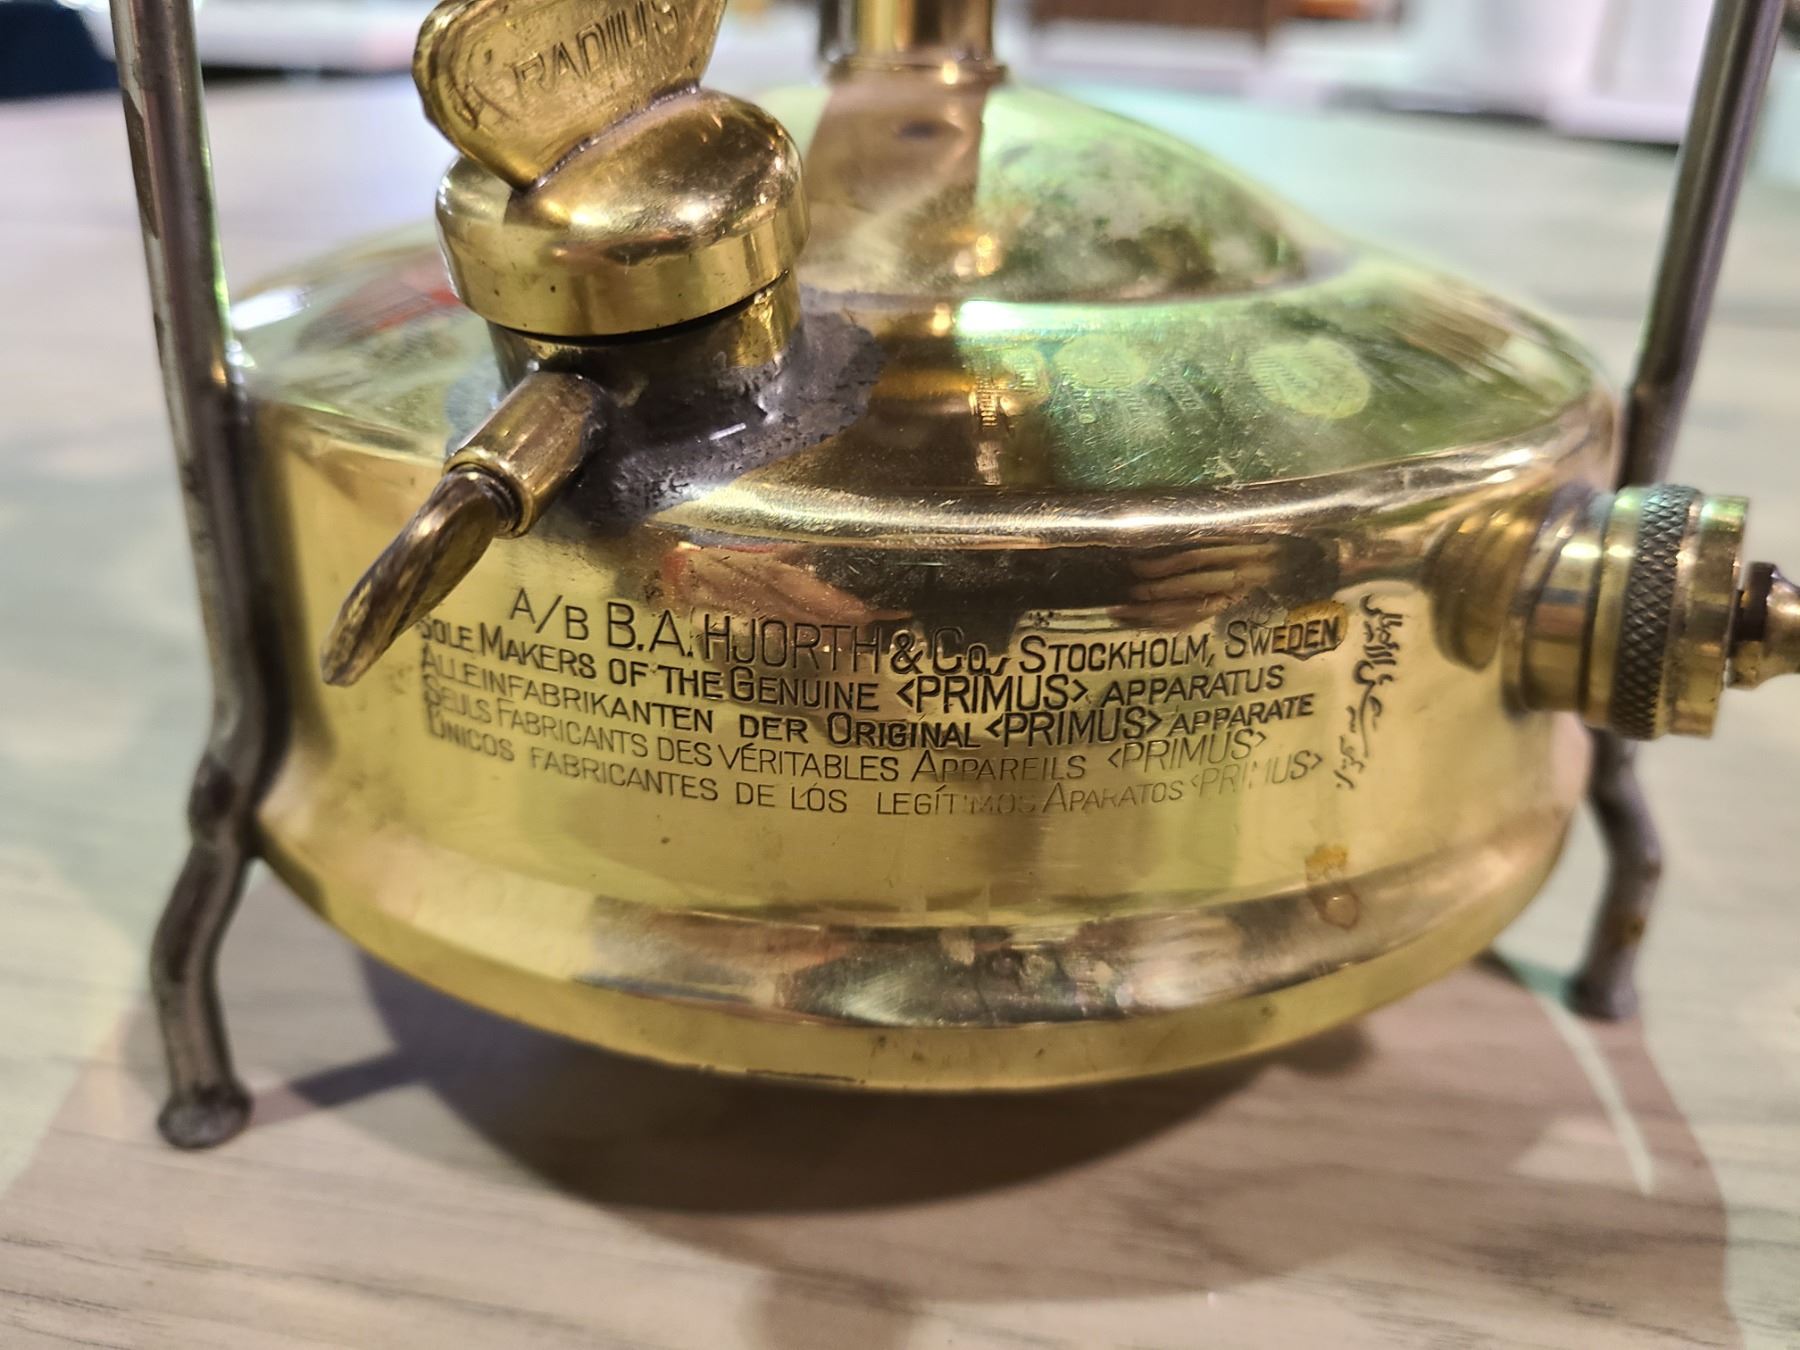 RADIUS
A/B B.A. HJORTH & Co., STOCKHOLM, SWEDEN
SOLE MAKERS OF THE GENUINE <PRIMUS> APPARATUS
ALLEINFABRIKANTEN DER ORIGINAL <PRIMUS> APPARATE
SEULS FABRICANTS DES VÉRITABLES APPAREILS <PRIMUS>
ÚNICOS FABRICANTES DE LÓS LEGÍTIMOS APARATOS <PRIMUS>